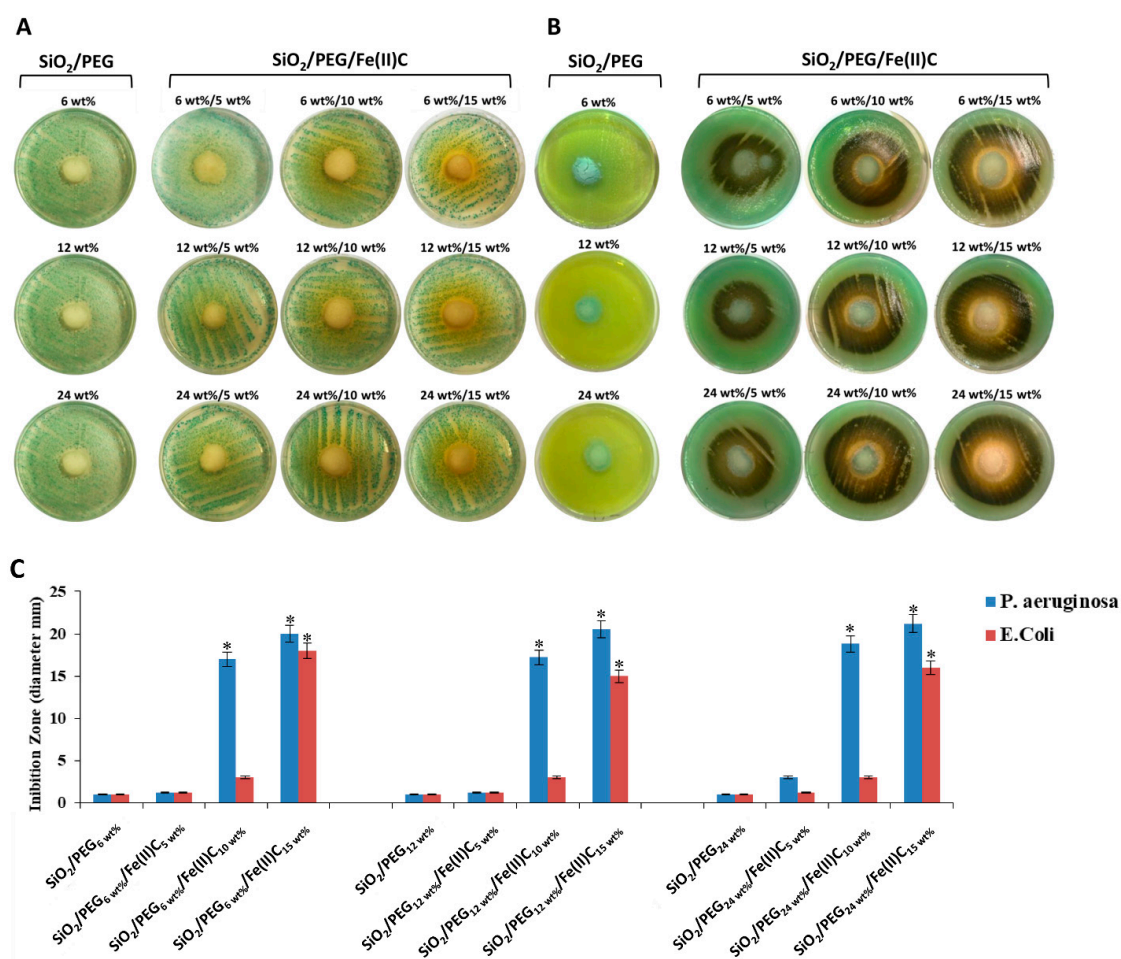 A
B
SiO₂/PEG
SiO₂/PEG/Fe(II)C
SiO₂/PEG
SiO₂/PEG/Fe(II)C
6 wt%
6 wt%/5 wt%
6 wt%/10 wt%
6 wt%/15 wt%
6 wt%
6 wt%/5 wt%
6 wt%/10 wt%
6 wt%/15 wt%
12 wt%
12 wt%/5 wt%
12 wt%/10 wt%
12 wt%/15 wt%
12 wt%
12 wt%/5 wt%
12 wt%/10 wt%
12 wt%/15 wt%
24 wt%
24 wt%/5 wt%
24 wt%/10 wt%
24 wt%/15 wt%
24 wt%
24 wt%/5 wt%
24 wt%/10 wt%
24 wt%/15 wt%
C
Inibition Zone (diameter mm)
25
20
15
10
5
0
* * * * * * * * *
P. aeruginosa
E.Coli
SiO₂/PEG6 wt%
SiO₂/PEG6 wt%/Fe(II)C5 wt%
SiO₂/PEG6 wt%/Fe(II)C10 wt%
SiO₂/PEG6 wt%/Fe(II)C15 wt%
SiO₂/PEG12 wt%
SiO₂/PEG12 wt%/Fe(II)C5 wt%
SiO₂/PEG12 wt%/Fe(II)C10 wt%
SiO₂/PEG12 wt%/Fe(II)C15 wt%
SiO₂/PEG24 wt%
SiO₂/PEG24 wt%/Fe(II)C5 wt%
SiO₂/PEG24 wt%/Fe(II)C10 wt%
SiO₂/PEG24 wt%/Fe(II)C15 wt%